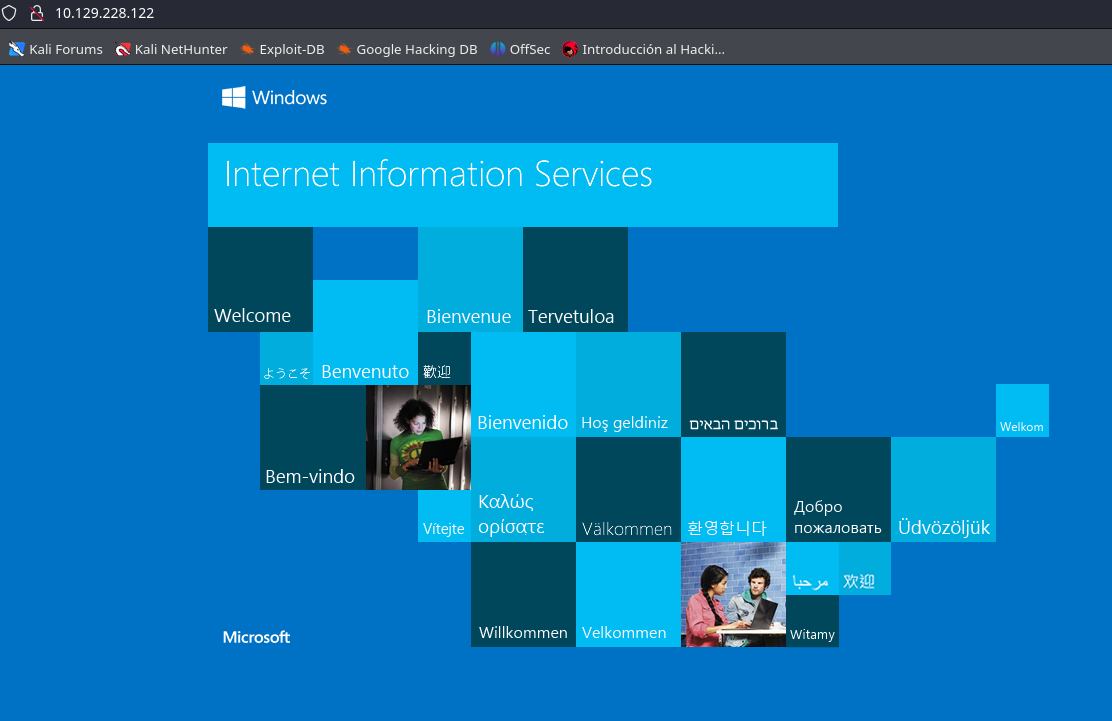 10.129.228.122
Kali Forums
Kali NetHunter
Exploit-DB
Google Hacking DB
OffSec
Introducción al Hacki...
Windows
Internet Information Services
Welcome
Bienvenue
Tervetuloa
ようこそ
Benvenuto
歡迎
Bienvenido
Hoş geldiniz
ברוכים הבאים
Welkom
Bem-vindo
Vítejte
Καλώς
ορίσατε
Välkommen
환영합니다
Добро
пожаловать
Üdvözöljük
Willkommen
Velkommen
مرحبا
欢迎
Witamy
Microsoft